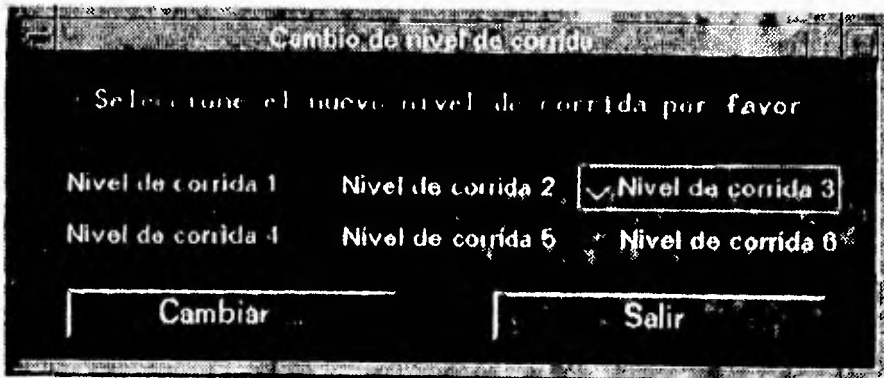 Cambio de nivel de corrida
Seleccione el nuevo nivel de corrida por favor
Nivel de corrida 1 Nivel de corrida 2 Nivel de corrida 3
Nivel de corrida 4 Nivel de corrida 5 Nivel de corrida 6
Cambiar Salir